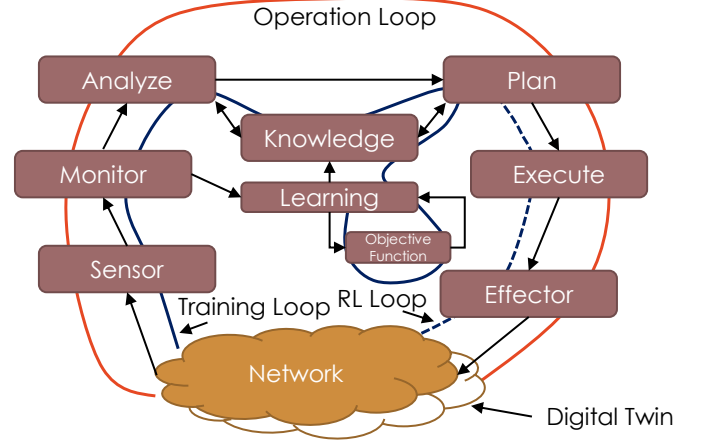 Operation Loop
Analyze
Plan
Knowledge
Monitor
Execute
Learning
Objective
Function
Sensor
Effector
Training Loop
RL Loop
Network
Digital Twin